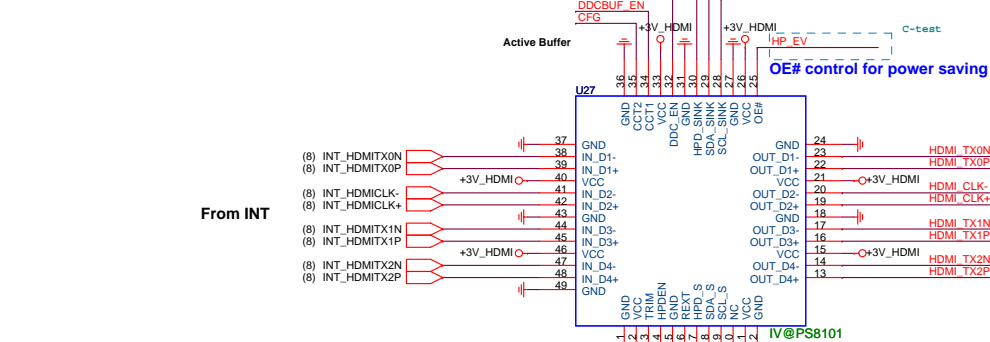 DDCBUF_EN
CFG
+3V_HDMI
+3V_HDMI
C-test
Active Buffer
HP_EV
OE# control for power saving
U27
36 35 34 33 32 31 30 29 28 27 26 25
GND CCT2 CCT1 VCC DDC_EN GND HPD_SINK SDA_SINK SCL_SINK GND VCC OE#
37 GND GND 24
(8) INT_HDMITX0N 38 IN_D1- OUT_D1- 23 HDMI_TX0N
(8) INT_HDMITX0P 39 IN_D1+ OUT_D1+ 22 HDMI_TX0P
+3V_HDMI 40 VCC VCC 21 +3V_HDMI
(8) INT_HDMICLK- 41 IN_D2- OUT_D2- 20 HDMI_CLK-
(8) INT_HDMICLK+ 42 IN_D2+ OUT_D2+ 19 HDMI_CLK+
From INT
43 GND GND 18
(8) INT_HDMITX1N 44 IN_D3- OUT_D3- 17 HDMI_TX1N
(8) INT_HDMITX1P 45 IN_D3+ OUT_D3+ 16 HDMI_TX1P
+3V_HDMI 46 VCC VCC 15 +3V_HDMI
(8) INT_HDMITX2N 47 IN_D4- OUT_D4- 14 HDMI_TX2N
(8) INT_HDMITX2P 48 IN_D4+ OUT_D4+ 13 HDMI_TX2P
49 GND
GND VCC TRIM HPDEN GND REXT HPD_S SDA_S SCL_S NC VCC GND
1 2 3 4 5 6 7 8 9 0 1 2
IV@PS8101